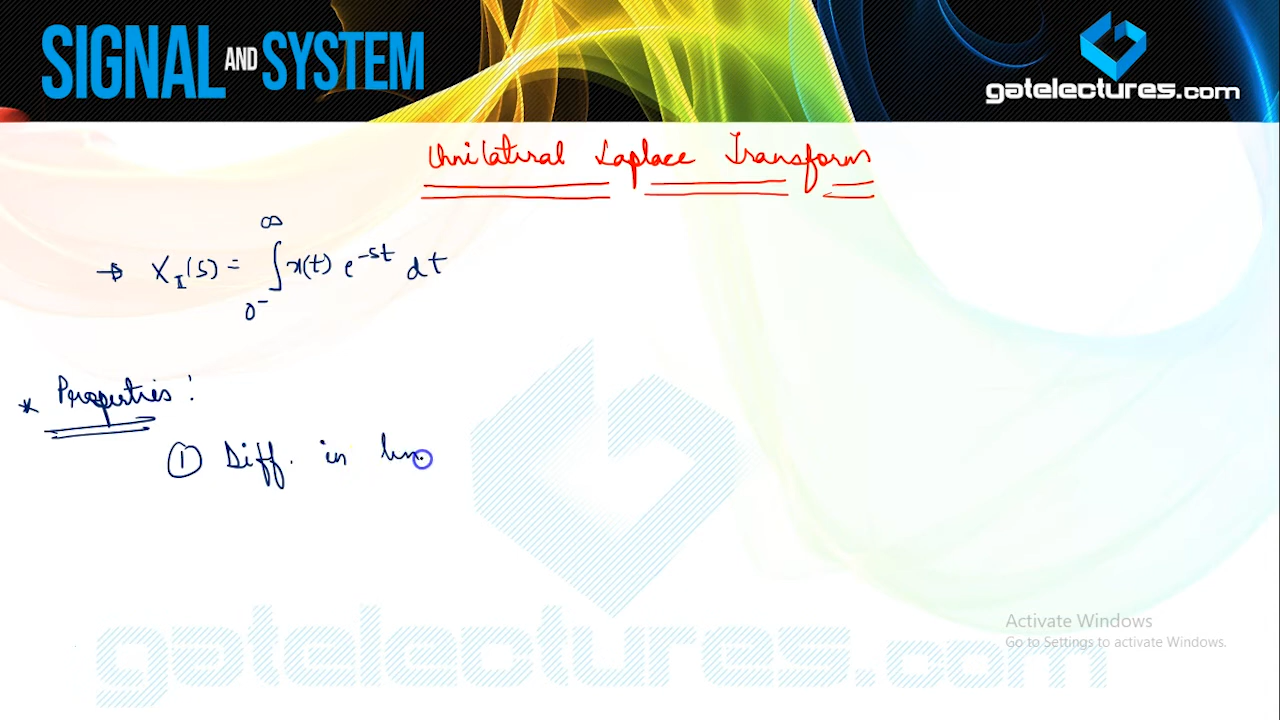 SIGNAL AND SYSTEM
gatelectures.com
Unilateral Laplace Transform
→ X_I(s) = ∫_{0^-}^{∞} x(t) e^{-st} dt
* Properties :
① Diff. in
gatelectures.com
Activate Windows
Go to Settings to activate Windows.